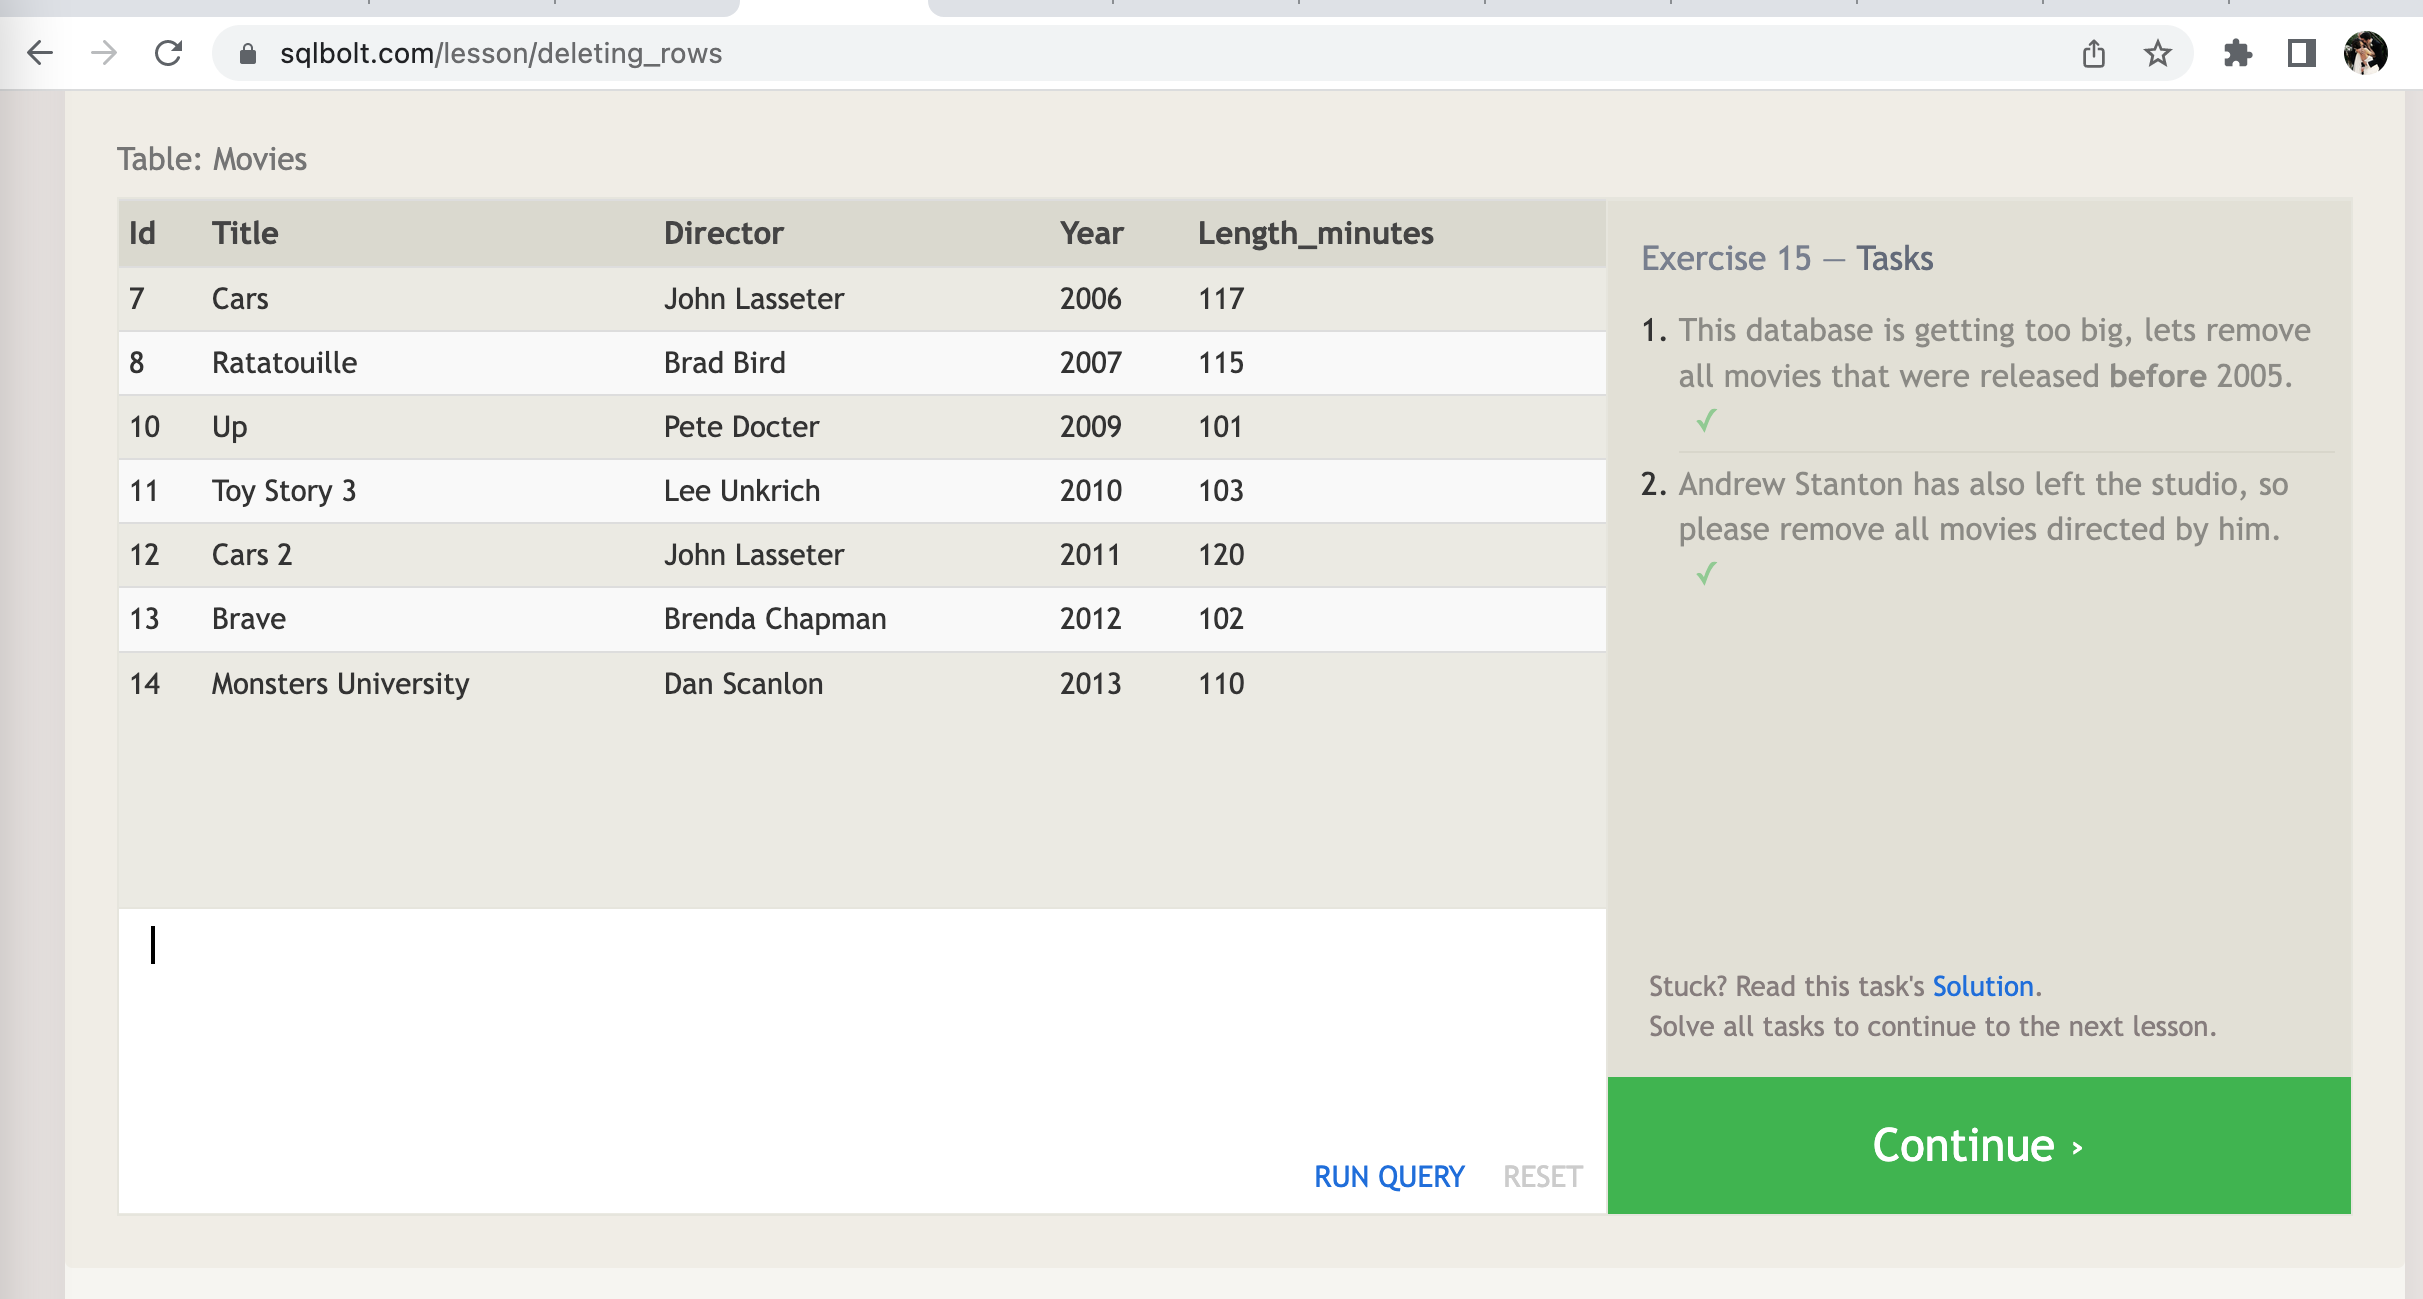 sqlbolt.com/lesson/deleting_rows
Table: Movies
Id Title Director Year Length_minutes
7 Cars John Lasseter 2006 117
8 Ratatouille Brad Bird 2007 115
10 Up Pete Docter 2009 101
11 Toy Story 3 Lee Unkrich 2010 103
12 Cars 2 John Lasseter 2011 120
13 Brave Brenda Chapman 2012 102
14 Monsters University Dan Scanlon 2013 110
RUN QUERY RESET
Exercise 15 — Tasks
1. This database is getting too big, lets remove
all movies that were released before 2005.
✓
2. Andrew Stanton has also left the studio, so
please remove all movies directed by him.
✓
Stuck? Read this task's Solution.
Solve all tasks to continue to the next lesson.
Continue ›